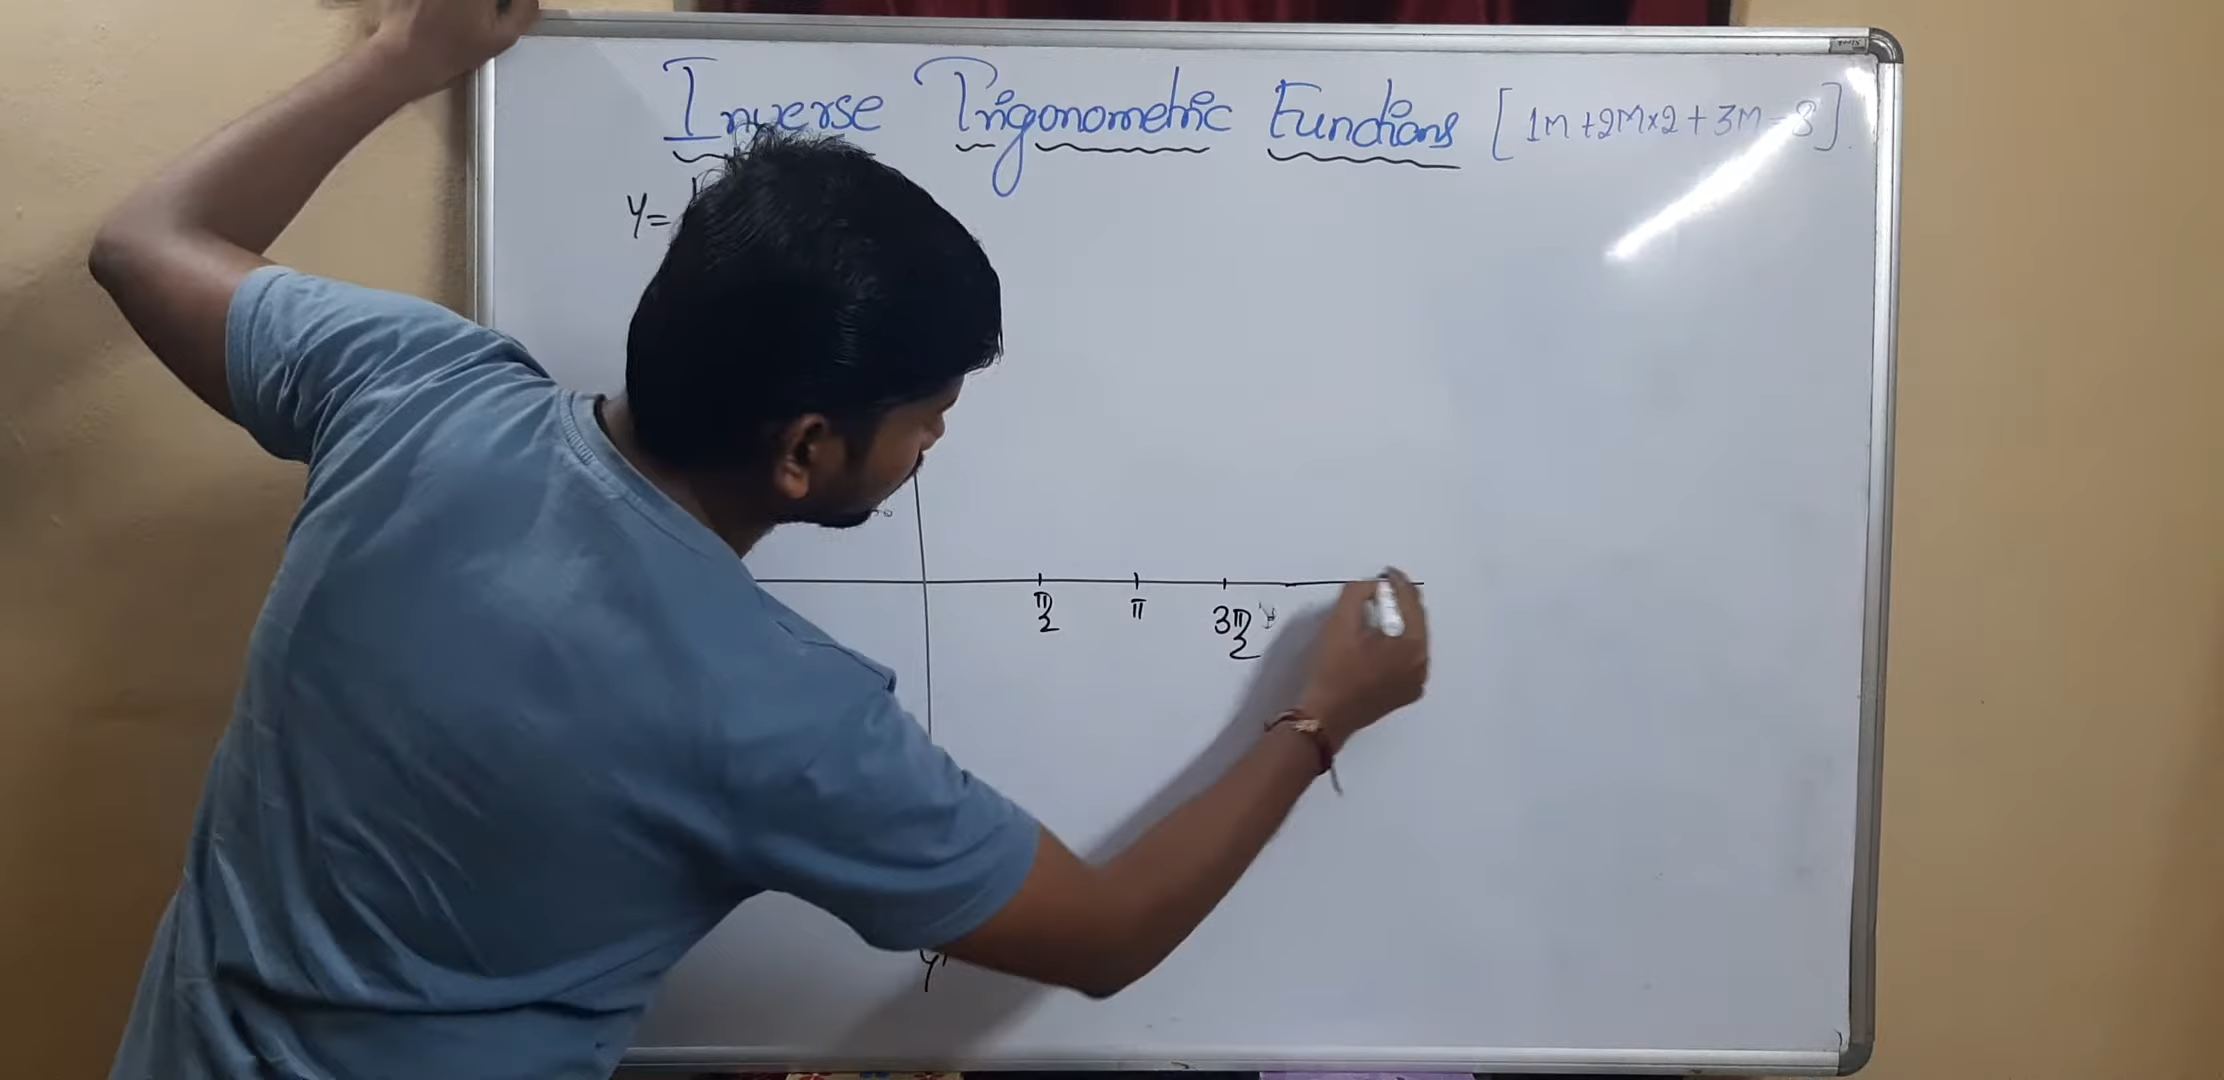 Inverse Trigonometric Functions [1M+2M×2+3M=8]
y=
π/2 π 3π/2
y'